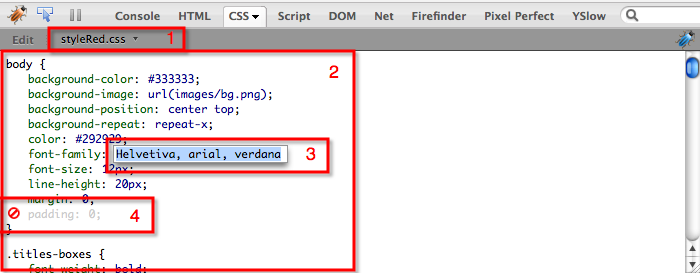 Console HTML CSS Script DOM Net Firefinder Pixel Perfect YSlow
Edit styleRed.css 1
body { 2
background-color: #333333;
background-image: url(images/bg.png);
background-position: center top;
background-repeat: repeat-x;
color: #292929;
font-family: Helvetiva, arial, verdana 3
font-size: 12px;
line-height: 20px;
margin: 0;
padding: 0; 4
}
.titles-boxes {
font-weight: bold;